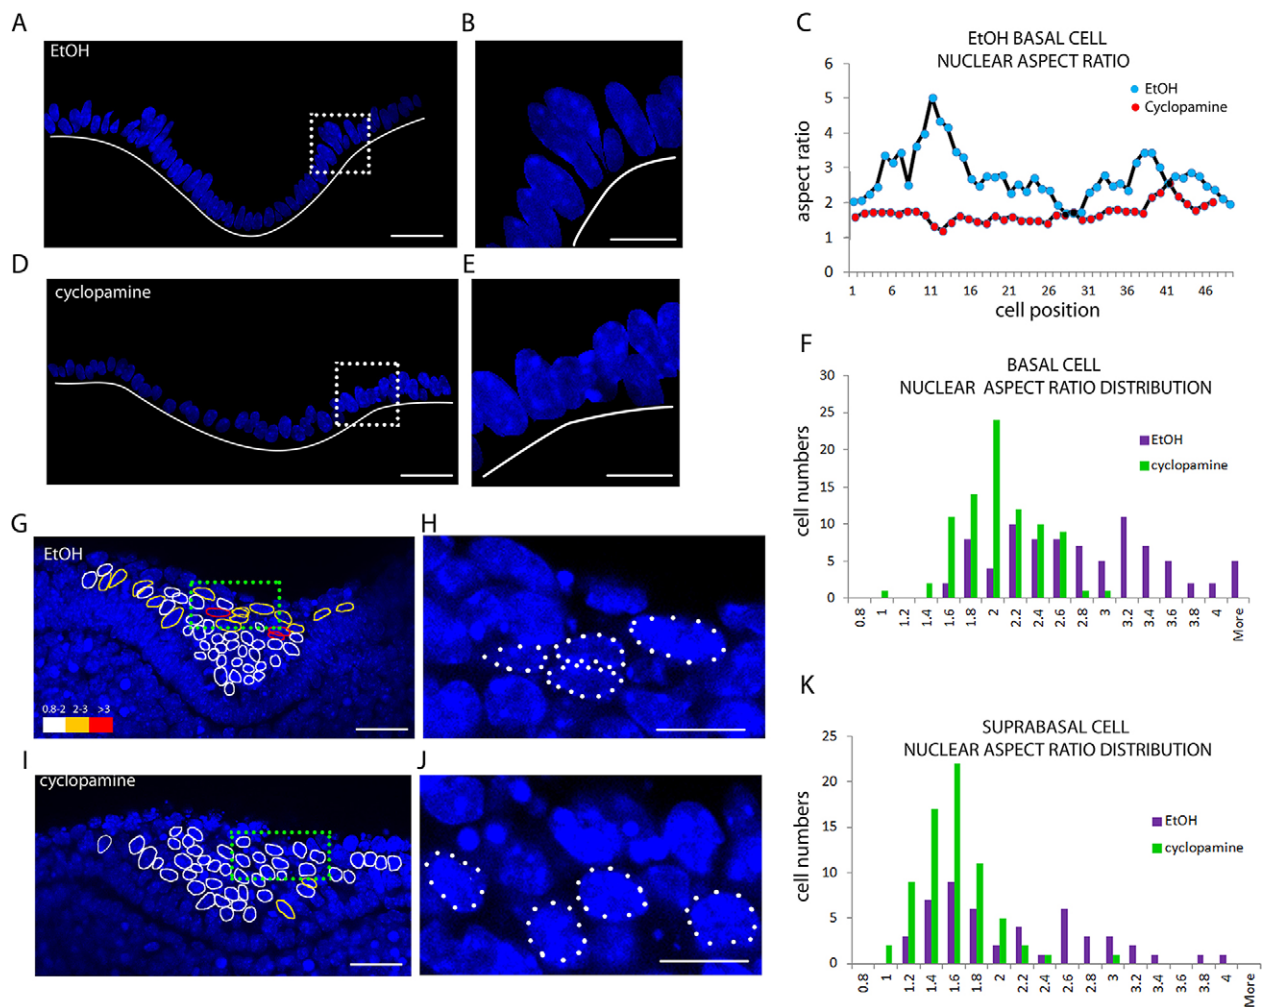 A
EtOH
B
C
EtOH BASAL CELL
NUCLEAR ASPECT RATIO
EtOH
Cyclopamine
aspect ratio
6
5
4
3
2
1
0
1 6 11 16 21 26 31 36 41 46
cell position
D
cyclopamine
E
F
BASAL CELL
NUCLEAR ASPECT RATIO DISTRIBUTION
EtOH
cyclopamine
cell numbers
30
25
20
15
10
5
0
0.8 1 1.2 1.4 1.6 1.8 2 2.2 2.4 2.6 2.8 3 3.2 3.4 3.6 3.8 4 More
G
EtOH
0.8-2 2-3 >3
H
I
cyclopamine
J
K
SUPRABASAL CELL
NUCLEAR ASPECT RATIO DISTRIBUTION
EtOH
cyclopamine
cell numbers
25
20
15
10
5
0
0.8 1 1.2 1.4 1.6 1.8 2 2.2 2.4 2.6 2.8 3 3.2 3.4 3.6 3.8 4 More